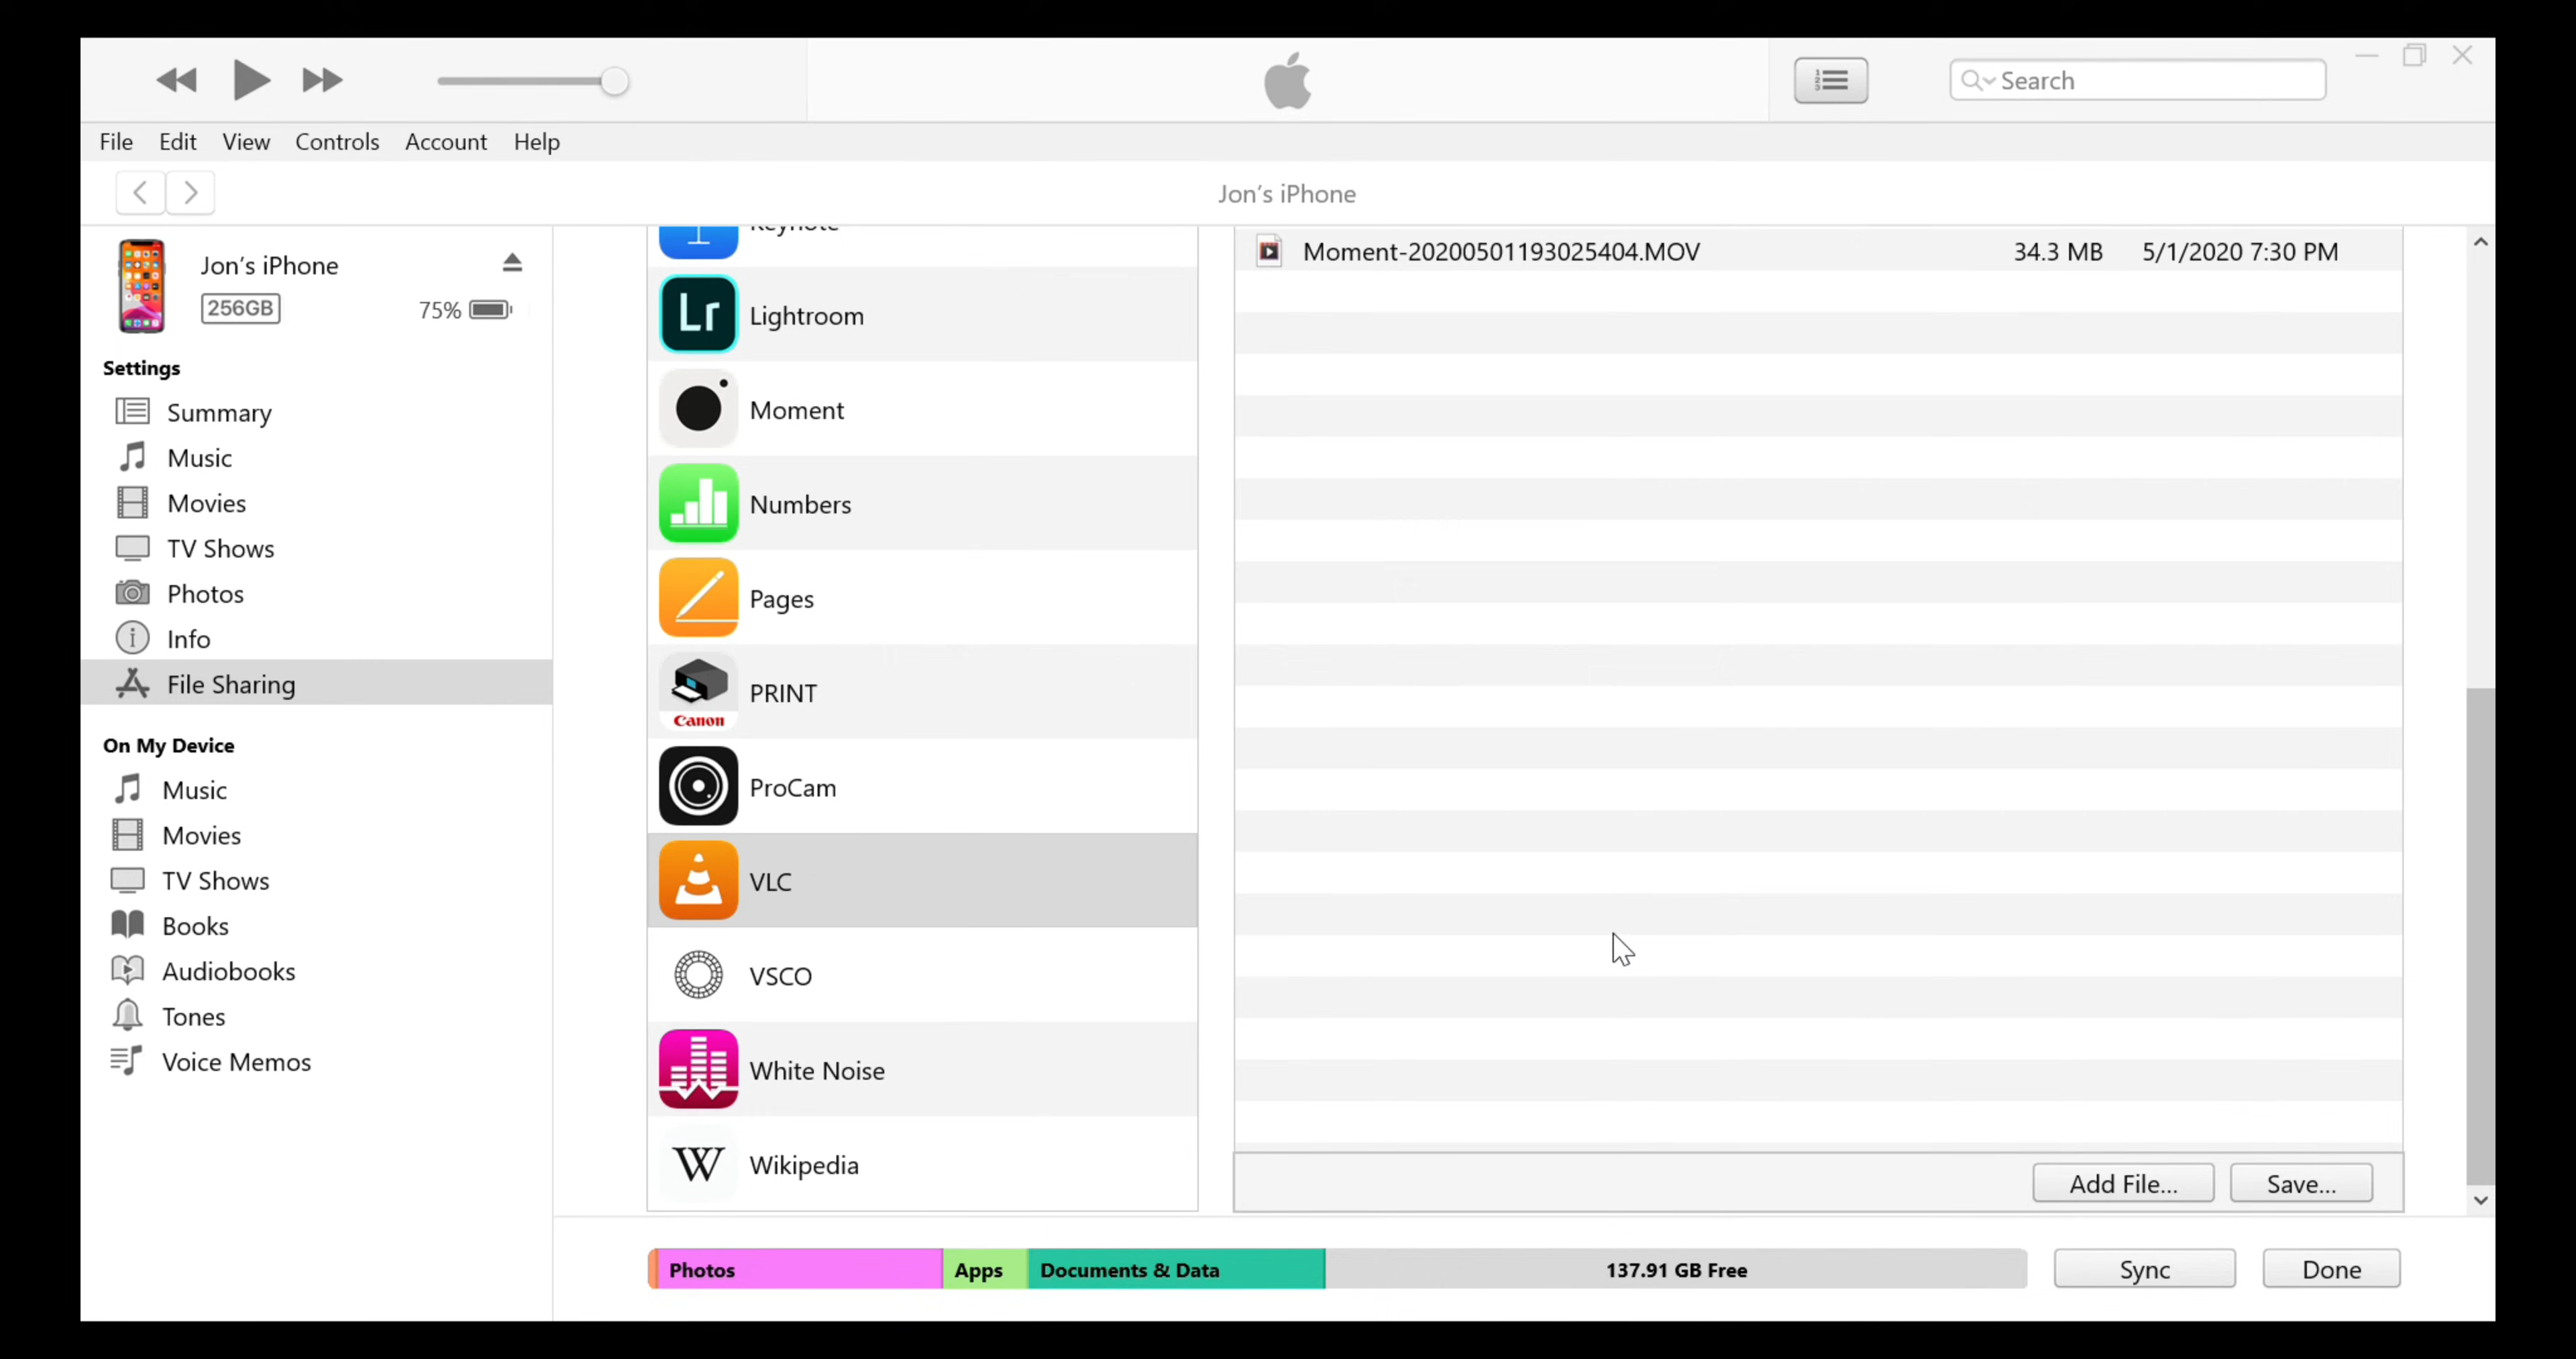 Search
File Edit View Controls Account Help
Jon's iPhone
Jon's iPhone
256GB 75%
Settings
Summary
Music
Movies
TV Shows
Photos
Info
File Sharing
On My Device
Music
Movies
TV Shows
Books
Audiobooks
Tones
Voice Memos
Keynote
Lr Lightroom
Moment
Numbers
Pages
Canon PRINT
ProCam
VLC
VSCO
White Noise
W Wikipedia
Moment-20200501193025404.MOV 34.3 MB 5/1/2020 7:30 PM
Add File... Save...
Photos Apps Documents & Data 137.91 GB Free Sync Done